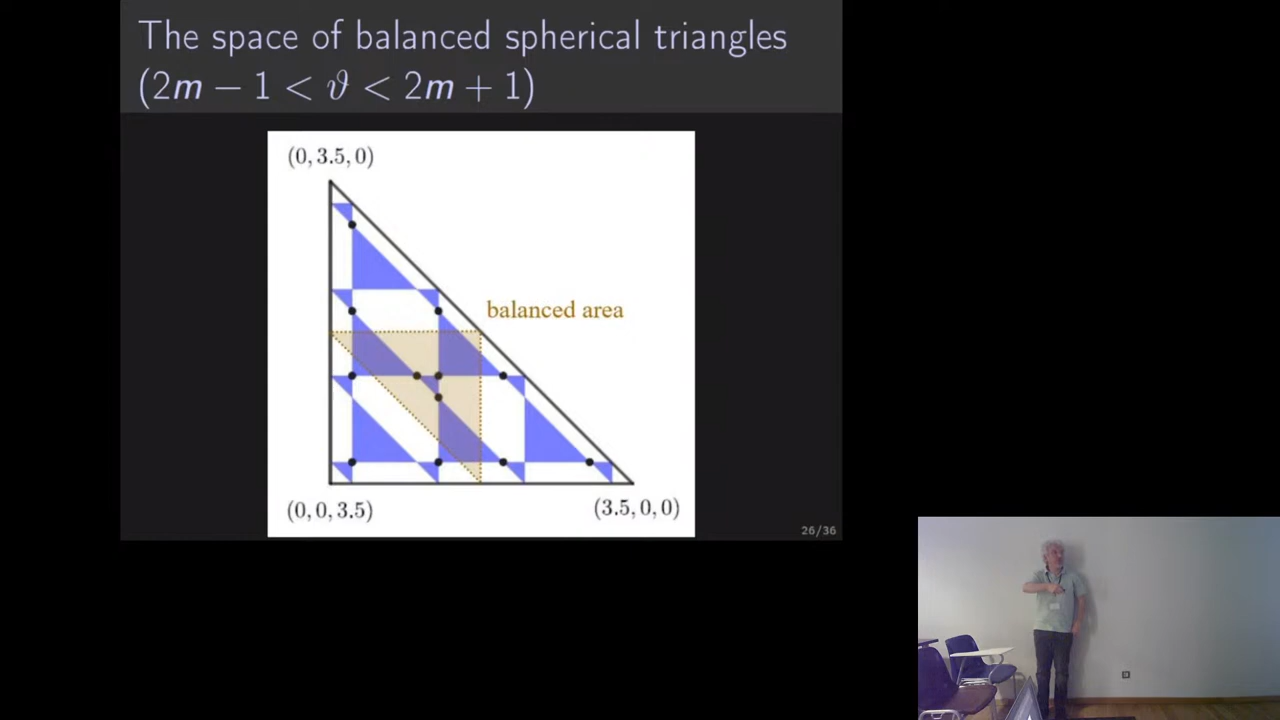 The space of balanced spherical triangles
(2m − 1 < ϑ < 2m + 1)
(0, 3.5, 0)
balanced area
(0, 0, 3.5)
(3.5, 0, 0)
26/36